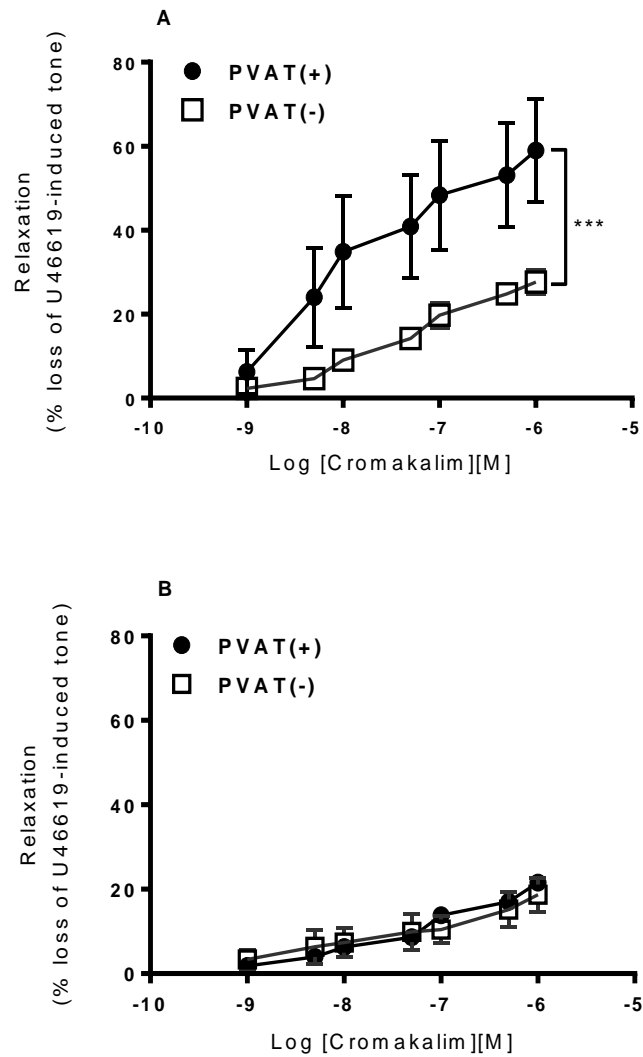 A
Relaxation
(% loss of U46619-induced tone)
80
60
40
20
0
PVAT(+)
PVAT(-)
***
-10
-9
-8
-7
-6
-5
Log [Cromakalim][M]
B
Relaxation
(% loss of U46619-induced tone)
80
60
40
20
0
PVAT(+)
PVAT(-)
-10
-9
-8
-7
-6
-5
Log [Cromakalim][M]